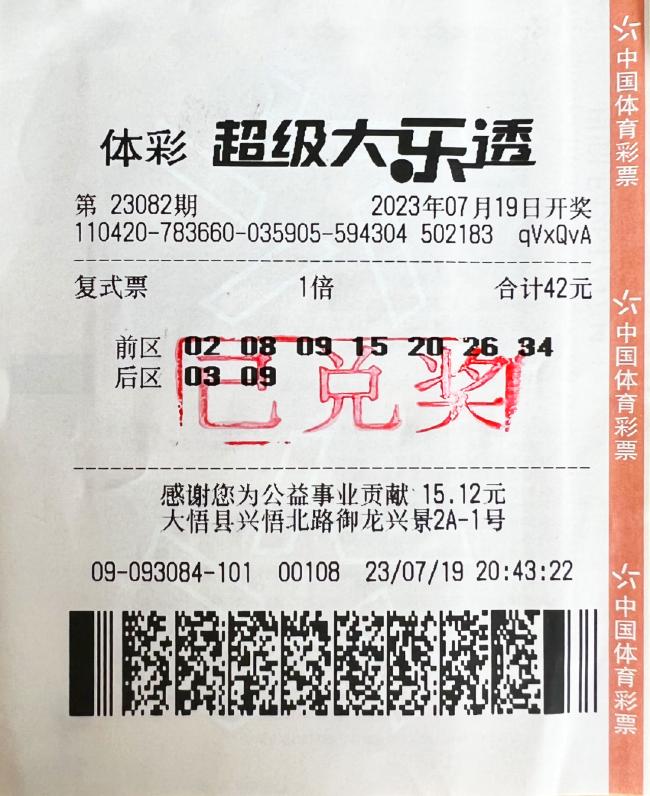 体彩 超级大乐透
第 23082期 2023年07月19日开奖
110420-783660-035905-594304 502183 qVxQvA
复式票 1倍 合计42元
前区 02 08 09 15 20 26 34
后区 03 09
已兑奖
感谢您为公益事业贡献 15.12元
大悟县兴悟北路御龙兴景2A-1号
09-093084-101 00108 23/07/19 20:43:22
中国体育彩票
中国体育彩票
中国体育彩票